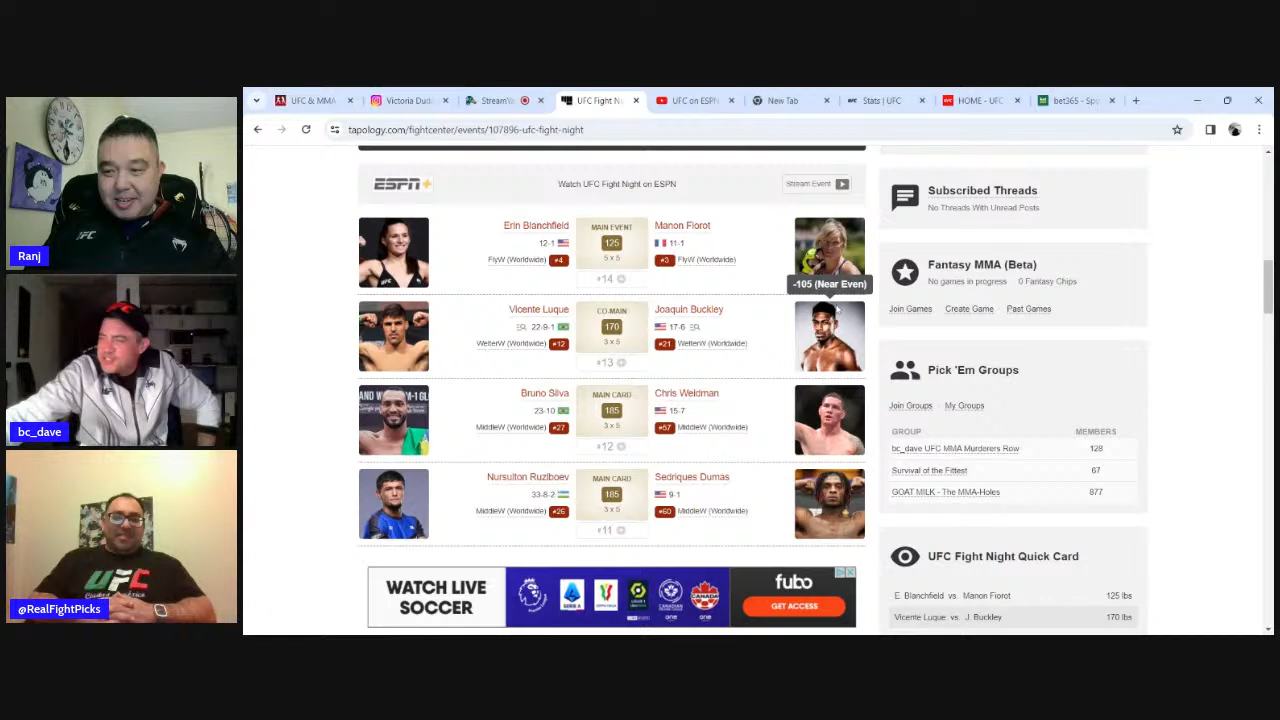 UFC & MMA
Victoria Duda
StreamYa
UFC Fight Ni
UFC on ESPN
New Tab
Stats | UFC
HOME - UFC
bet365 - Spo
tapology.com/fightcenter/events/107896-ufc-fight-night
ESPN+
Watch UFC Fight Night on ESPN
Stream Event
Erin Blanchfield
MAIN EVENT
Manon Fiorot
12-1
125
11-1
FlyW (Worldwide) #4
5 x 5
#3 FlyW (Worldwide)
#14
-105 (Near Even)
Vicente Luque
CO-MAIN
Joaquin Buckley
22-9-1
170
17-6
WelterW (Worldwide) #12
3 x 5
#21 WelterW (Worldwide)
#13
Bruno Silva
MAIN CARD
Chris Weidman
23-10
185
15-7
MiddleW (Worldwide) #27
3 x 5
#57 MiddleW (Worldwide)
#12
Nursulton Ruziboev
MAIN CARD
Sedriques Dumas
33-8-2
185
9-1
MiddleW (Worldwide) #26
3 x 5
#60 MiddleW (Worldwide)
#11
WATCH LIVE
SOCCER
CANADA
fubo
GET ACCESS
Subscribed Threads
No Threads With Unread Posts
Fantasy MMA (Beta)
No games in progress 0 Fantasy Chips
Join Games Create Game Past Games
Pick 'Em Groups
Join Groups My Groups
GROUP MEMBERS
bc_dave UFC MMA Murderers Row 128
Survival of the Fittest 67
GOAT MILK - The MMA-Holes 877
UFC Fight Night Quick Card
E. Blanchfield vs. Manon Fiorot 125 lbs
Vicente Luque vs. J. Buckley 170 lbs
UFC
Ranj
bc_dave
UFC
@RealFightPicks